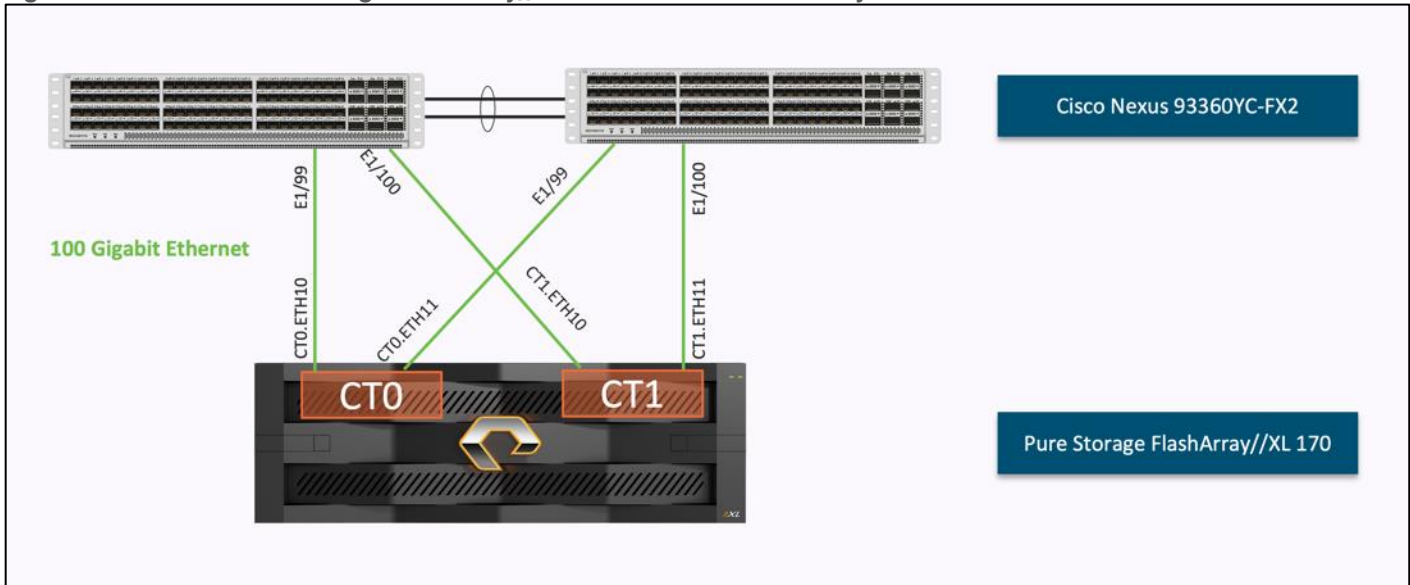 Cisco Nexus 93360YC-FX2
E1/99
E1/100
E1/99
E1/100
100 Gigabit Ethernet
CT0.ETH10
CT0.ETH11
CT1.ETH10
CT1.ETH11
CT0
CT1
Pure Storage FlashArray//XL 170
//XL